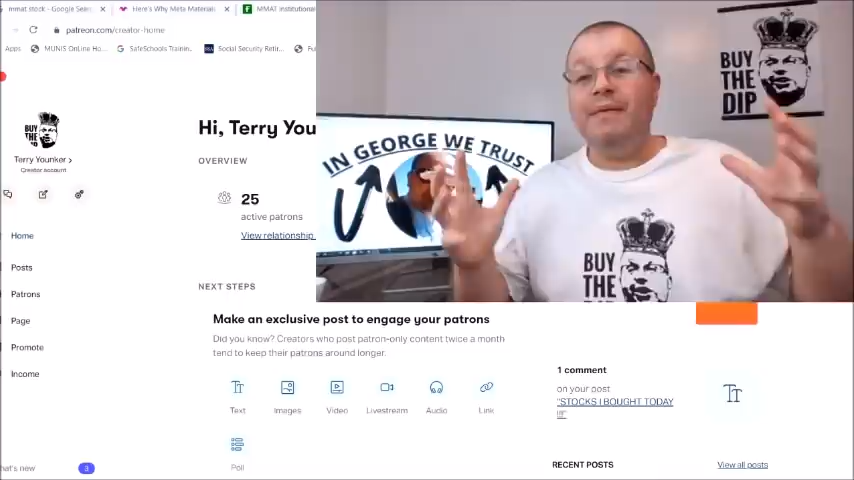 mmat stock - Google Sear
Here's Why Meta Materials
MMAT Institutional
patreon.com/creator-home
Apps
MUNIS OnLine Ho...
SafeSchools Trainin...
Social Security Retir...
BUY
THE
DIP
BUY
THE
DIP
Terry Younker
Creator account
Hi, Terry You
OVERVIEW
25
active patrons
View relationship
IN GEORGE WE TRUST
BUY
THE
Home
Posts
Patrons
Page
Promote
Income
NEXT STEPS
Make an exclusive post to engage your patrons
Did you know? Creators who post patron-only content twice a month
tend to keep their patrons around longer.
Text
Images
Video
Livestream
Audio
Link
Poll
1 comment
on your post
"STOCKS I BOUGHT TODAY
Tt
RECENT POSTS
View all posts
hat's new
3